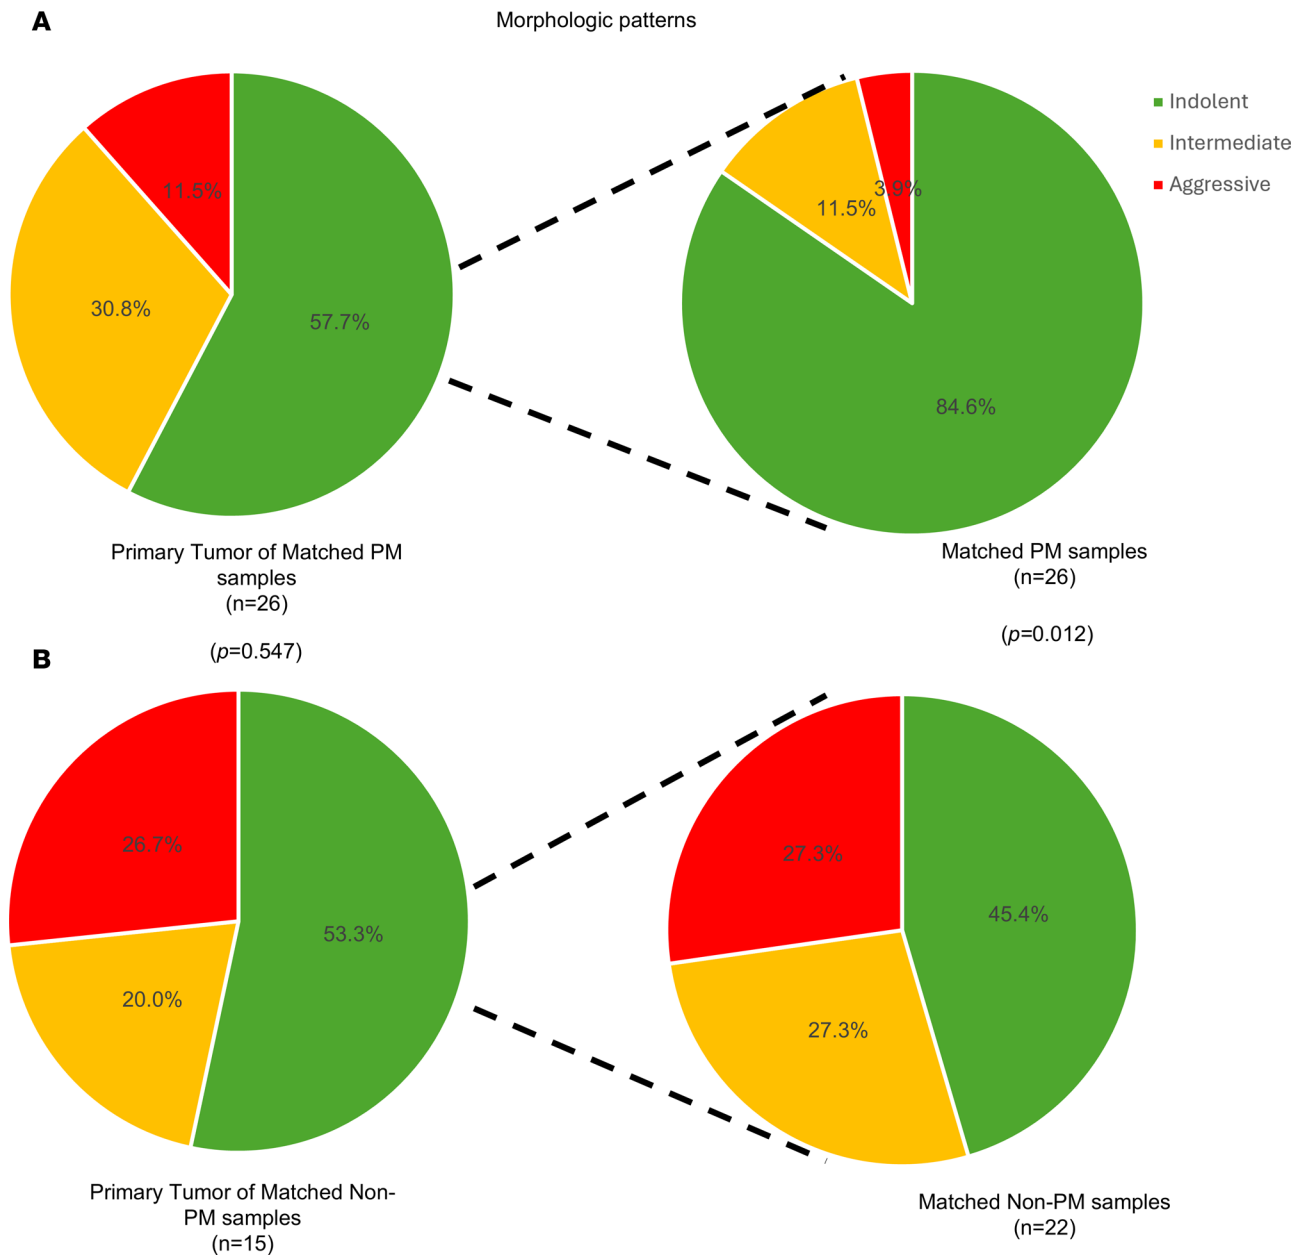 A
Morphologic patterns
Indolent
Intermediate
Aggressive
11.5%
30.8%
57.7%
3.9%
11.5%
84.6%
Primary Tumor of Matched PM
samples
(n=26)
Matched PM samples
(n=26)
(p=0.547)
(p=0.012)
B
26.7%
53.3%
20.0%
27.3%
45.4%
27.3%
Primary Tumor of Matched Non-
PM samples
(n=15)
Matched Non-PM samples
(n=22)